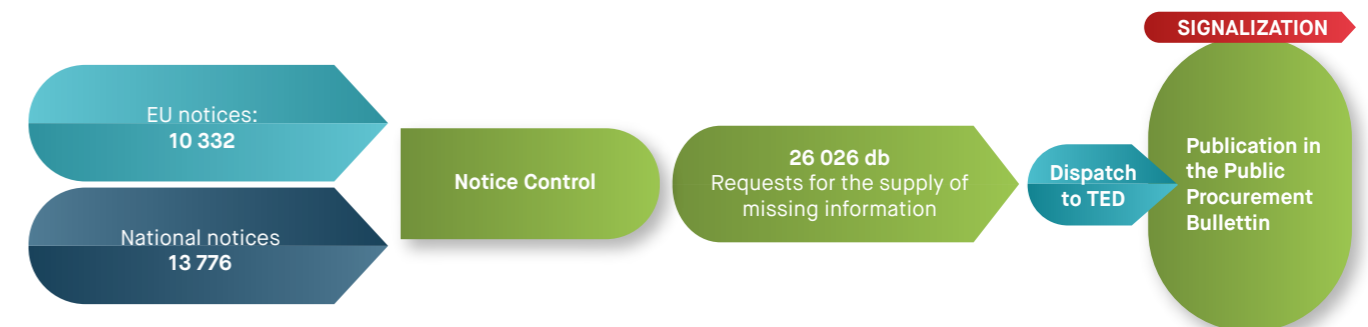 SIGNALIZATION
EU notices:
10 332
National notices
13 776
Notice Control
26 026 db
Requests for the supply of
missing information
Dispatch
to TED
Publication in
the Public
Procurement
Bullettin